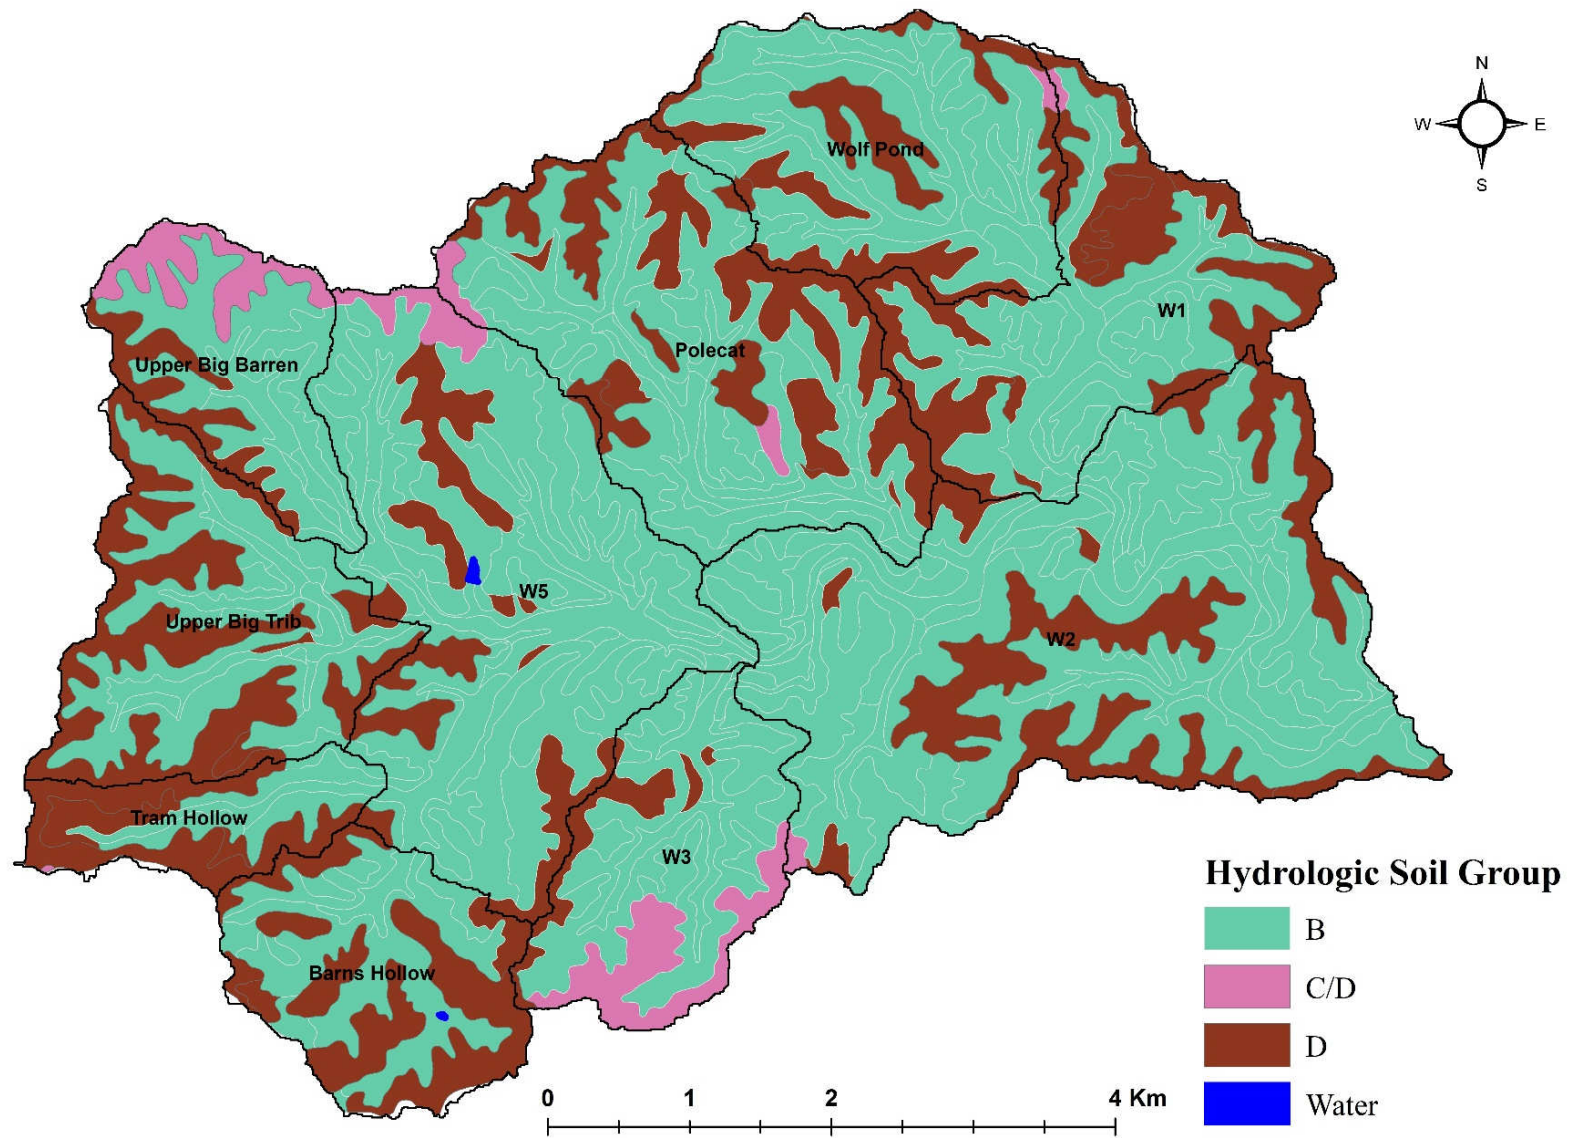 N
W E
S
Wolf Pond
W1
Polecat
Upper Big Barren
W5
Upper Big Trib
W2
Tram Hollow
W3
Barns Hollow
Hydrologic Soil Group
B
C/D
D
Water
0 1 2 4 Km